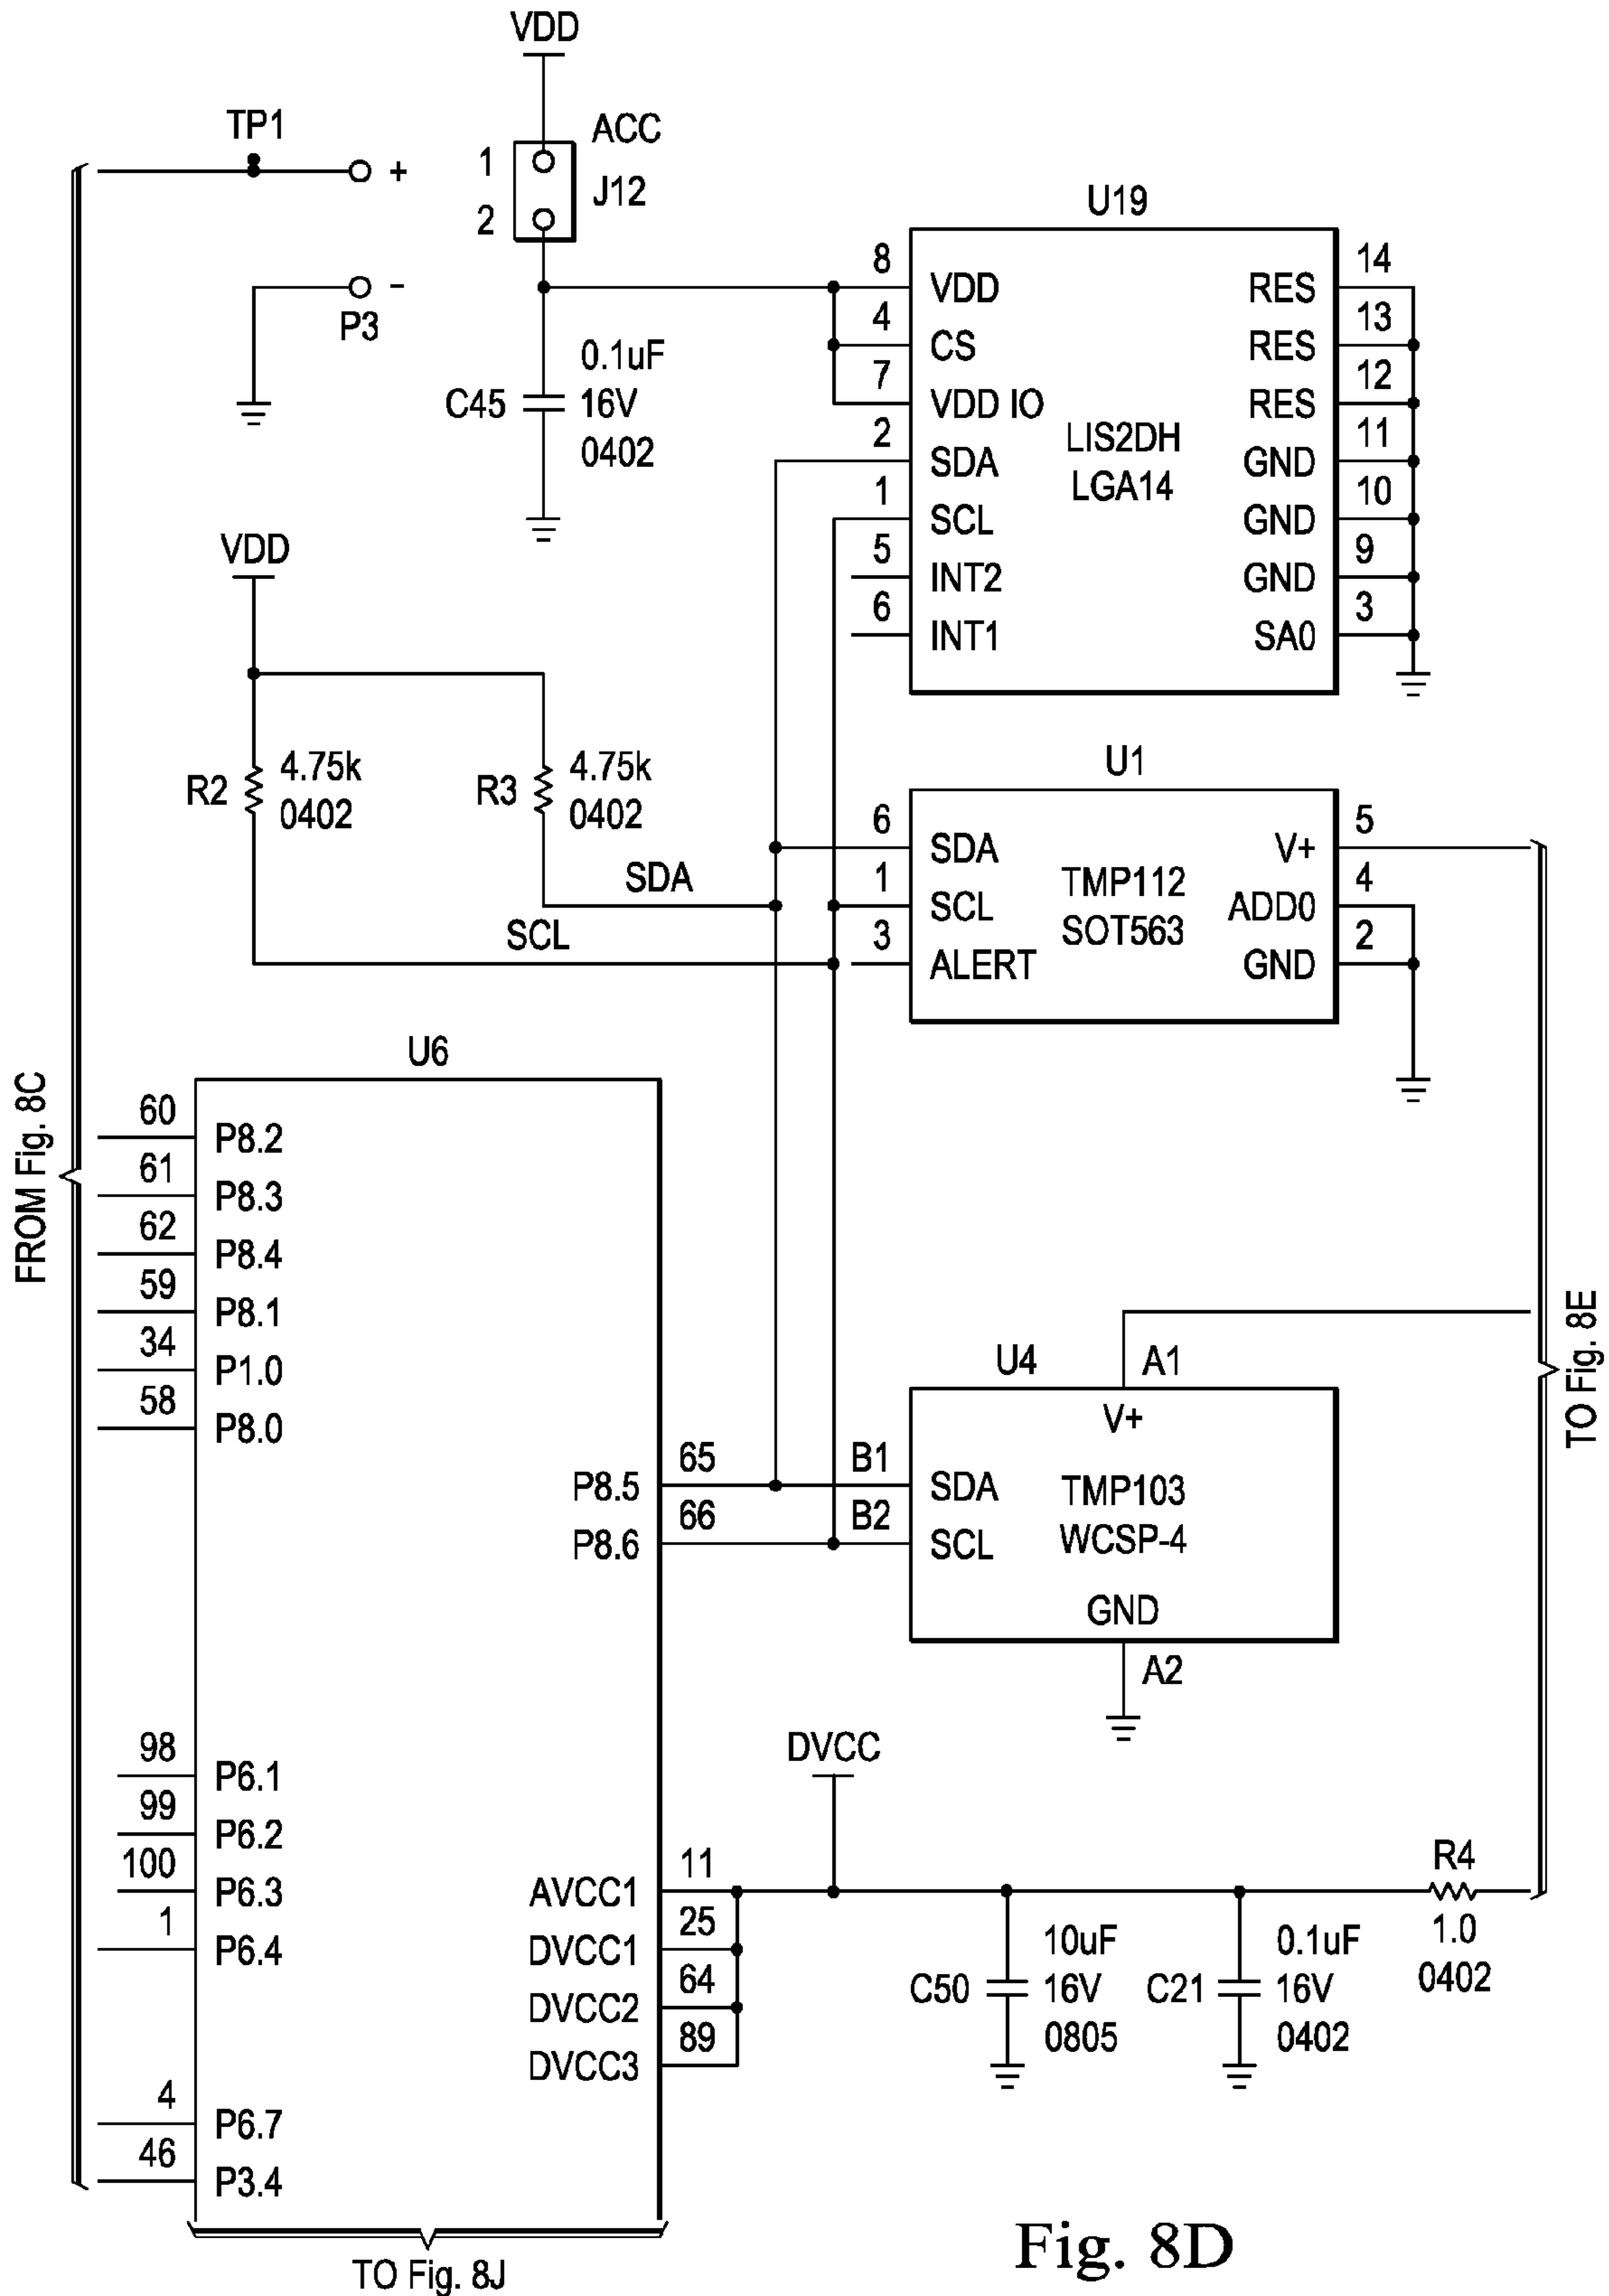 VDD
TP1
+
1
2
ACC
J12
-
P3
C45
0.1uF
16V
0402
U19
8
VDD
4
CS
7
VDD IO
2
SDA
1
SCL
5
INT2
6
INT1
LIS2DH
LGA14
14
RES
13
RES
12
RES
11
GND
10
GND
9
GND
3
SA0
VDD
R2
4.75k
0402
R3
4.75k
0402
SDA
SCL
U1
6
SDA
1
SCL
3
ALERT
TMP112
SOT563
5
V+
4
ADD0
2
GND
FROM Fig. 8C
U6
60
P8.2
61
P8.3
62
P8.4
59
P8.1
34
P1.0
58
P8.0
65
P8.5
66
P8.6
U4
A1
V+
B1
SDA
B2
SCL
TMP103
WCSP-4
GND
A2
TO Fig. 8E
98
P6.1
99
P6.2
100
P6.3
1
P6.4
4
P6.7
46
P3.4
DVCC
11
AVCC1
25
DVCC1
64
DVCC2
89
DVCC3
C50
10uF
16V
0805
C21
0.1uF
16V
0402
R4
1.0
0402
TO Fig. 8J
Fig. 8D